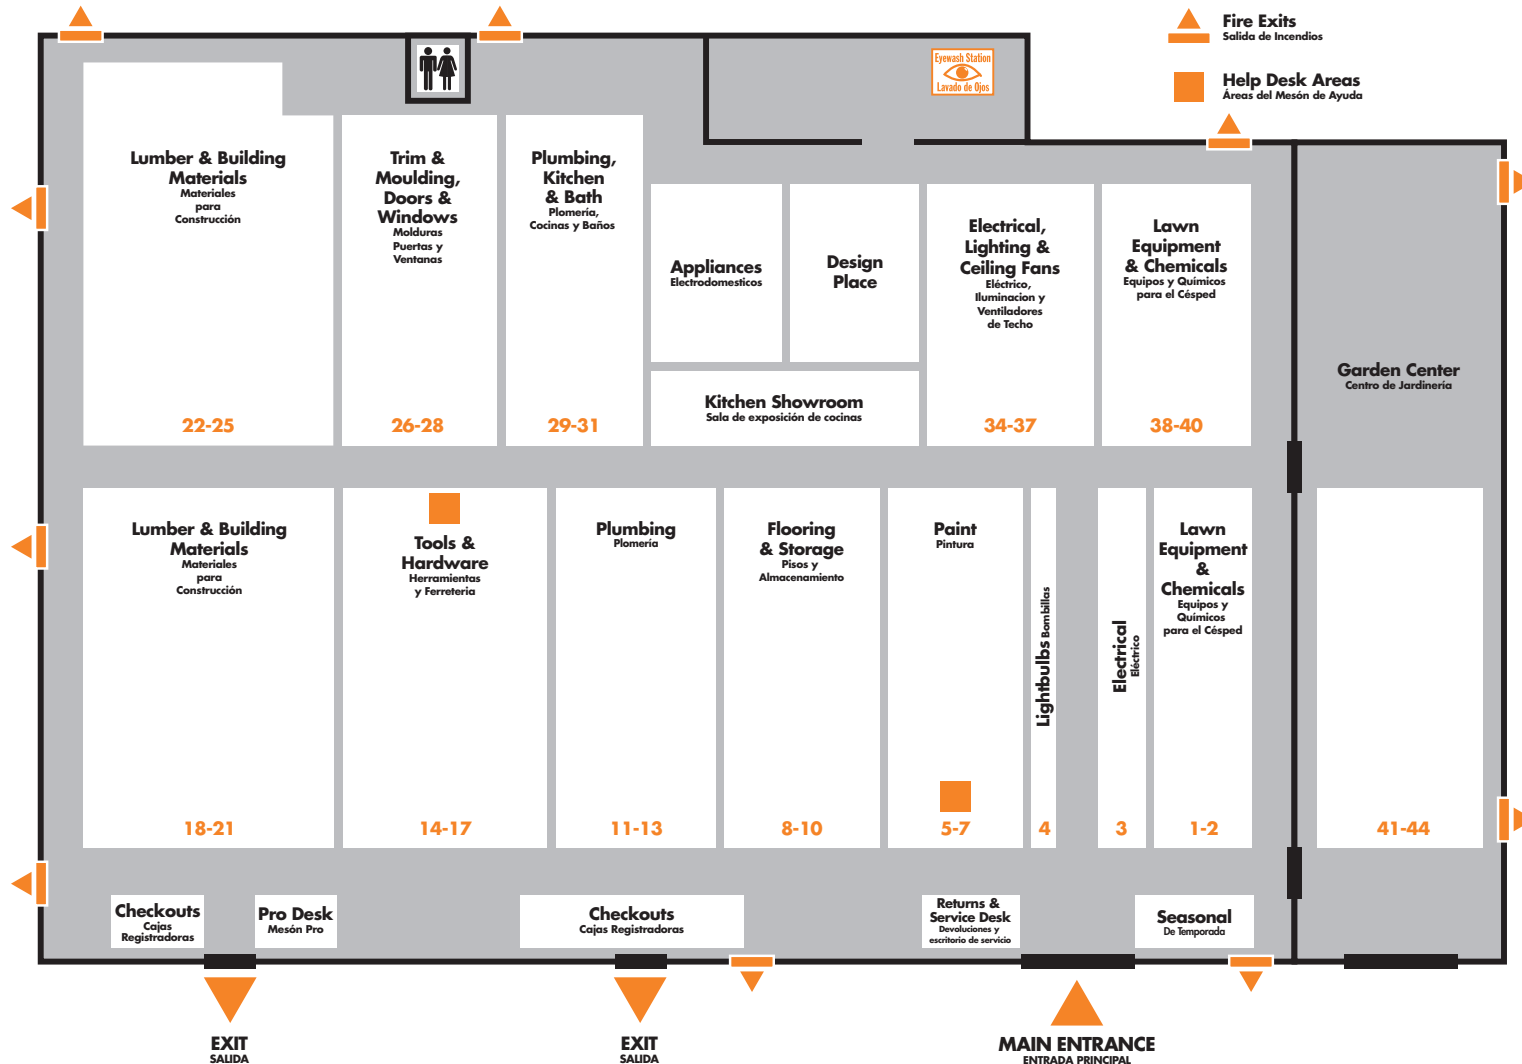 Fire Exits
Salida de Incendios
Help Desk Areas
Áreas del Mesón de Ayuda
Eyewash Station
Lavado de Ojos
Lumber & Building
Materials
Materiales
para
Construcción
22-25
Trim &
Moulding,
Doors &
Windows
Molduras
Puertas y
Ventanas
26-28
Plumbing,
Kitchen
& Bath
Plomería,
Cocinas y Baños
29-31
Appliances
Electrodomesticos
Design
Place
Kitchen Showroom
Sala de exposición de cocinas
Electrical,
Lighting &
Ceiling Fans
Eléctrico,
Iluminacion y
Ventiladores
de Techo
34-37
Lawn
Equipment
& Chemicals
Equipos y Químicos
para el Césped
38-40
Garden Center
Centro de Jardinería
Lumber & Building
Materials
Materiales
para
Construcción
18-21
Tools &
Hardware
Herramientas
y Ferreteria
14-17
Plumbing
Plomería
11-13
Flooring
& Storage
Pisos y
Almacenamiento
8-10
Paint
Pintura
5-7
Lightbulbs Bombillas
4
Electrical
Eléctrico
3
Lawn
Equipment
&
Chemicals
Equipos y
Químicos
para el Césped
1-2
41-44
Checkouts
Cajas
Registradoras
Pro Desk
Mesón Pro
Checkouts
Cajas Registradoras
Returns &
Service Desk
Devoluciones y
escritorio de servicio
Seasonal
De Temporada
EXIT
SALIDA
EXIT
SALIDA
MAIN ENTRANCE
ENTRADA PRINCIPAL